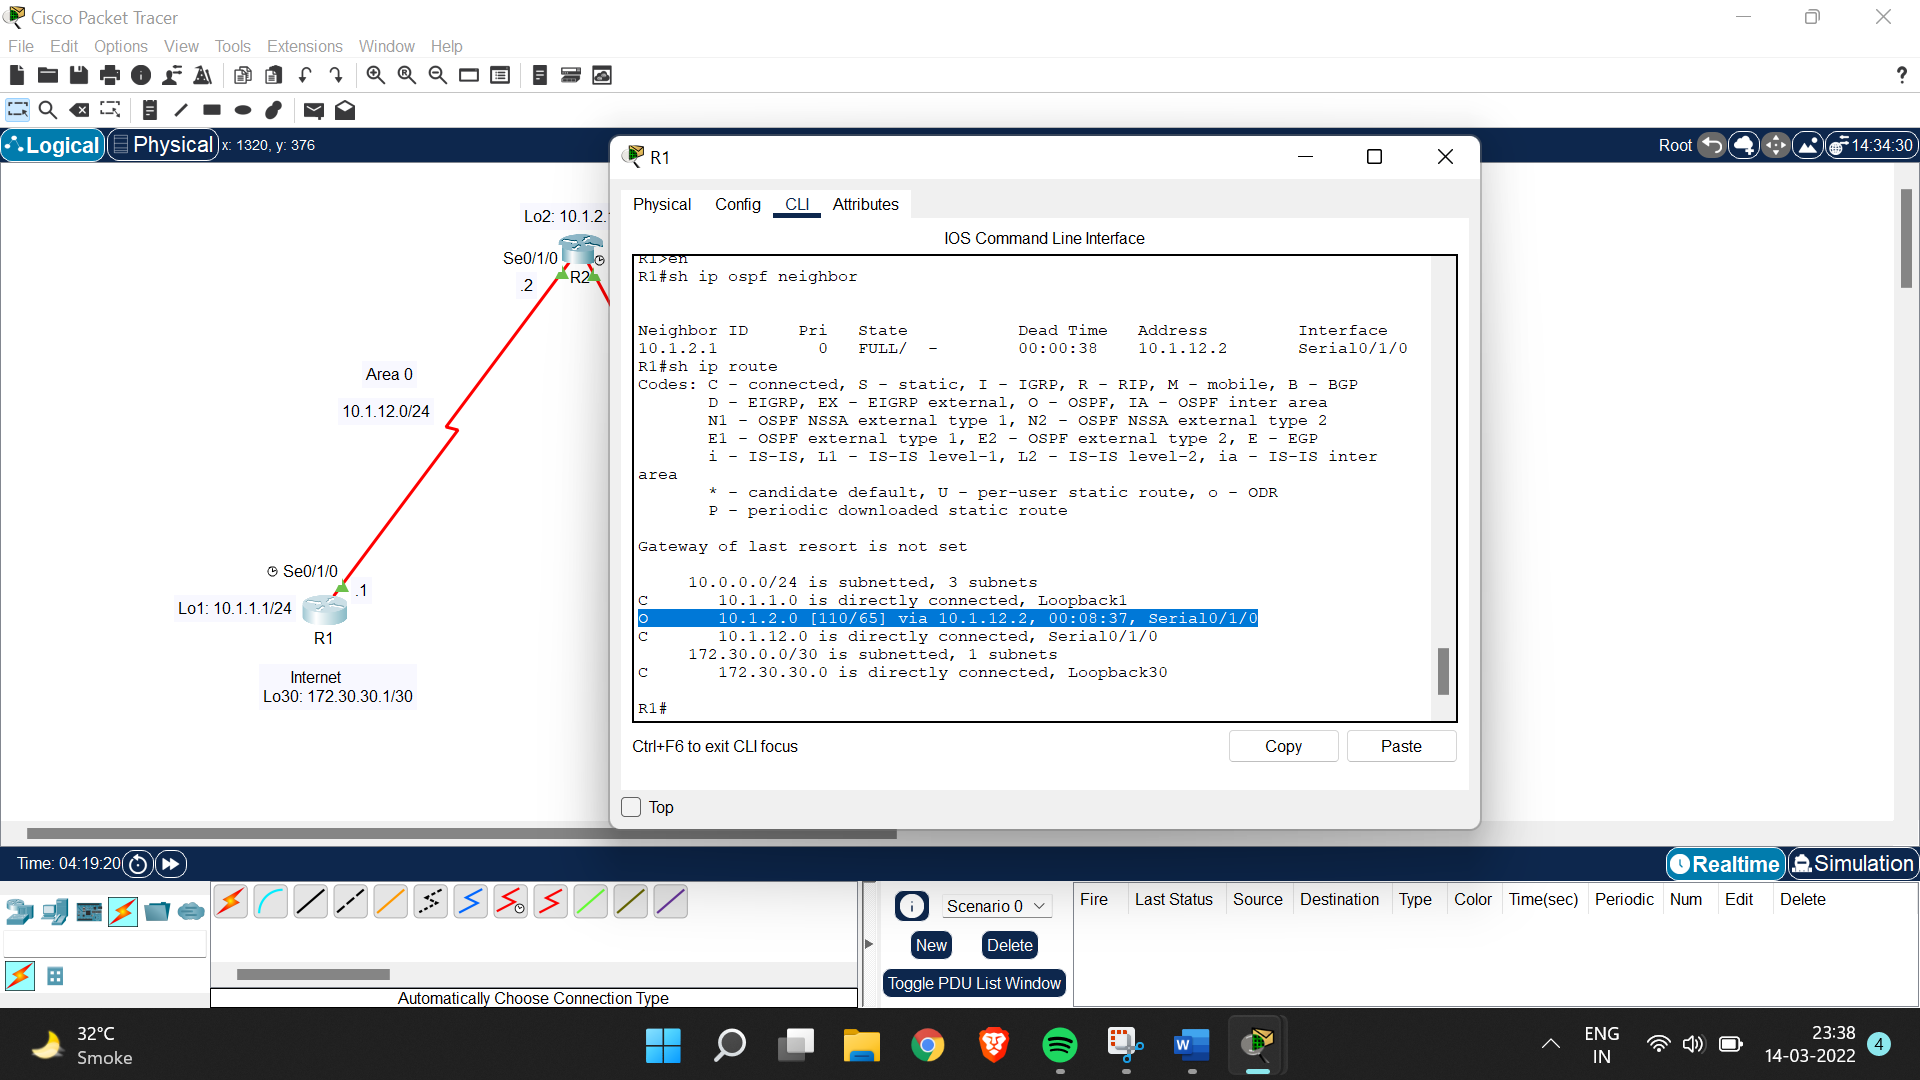 Cisco Packet Tracer
File Edit Options View Tools Extensions Window Help
?
Logical Physical x: 1320, y: 376
Root 14:34:30
R1
Physical Config CLI Attributes
IOS Command Line Interface
R1>en
R1#sh ip ospf neighbor
Neighbor ID Pri State Dead Time Address Interface
10.1.2.1 0 FULL/ - 00:00:38 10.1.12.2 Serial0/1/0
R1#sh ip route
Codes: C - connected, S - static, I - IGRP, R - RIP, M - mobile, B - BGP
D - EIGRP, EX - EIGRP external, O - OSPF, IA - OSPF inter area
N1 - OSPF NSSA external type 1, N2 - OSPF NSSA external type 2
E1 - OSPF external type 1, E2 - OSPF external type 2, E - EGP
i - IS-IS, L1 - IS-IS level-1, L2 - IS-IS level-2, ia - IS-IS inter
area
* - candidate default, U - per-user static route, o - ODR
P - periodic downloaded static route
Gateway of last resort is not set
10.0.0.0/24 is subnetted, 3 subnets
C 10.1.1.0 is directly connected, Loopback1
O 10.1.2.0 [110/65] via 10.1.12.2, 00:08:37, Serial0/1/0
C 10.1.12.0 is directly connected, Serial0/1/0
172.30.0.0/30 is subnetted, 1 subnets
C 172.30.30.0 is directly connected, Loopback30
R1#
Ctrl+F6 to exit CLI focus
Copy Paste
Top
Lo2: 10.1.2.
Se0/1/0
R2
.2
Area 0
10.1.12.0/24
Se0/1/0
.1
Lo1: 10.1.1.1/24
R1
Internet
Lo30: 172.30.30.1/30
Time: 04:19:20
Realtime Simulation
Scenario 0
New Delete
Toggle PDU List Window
Fire Last Status Source Destination Type Color Time(sec) Periodic Num Edit Delete
Automatically Choose Connection Type
32°C
Smoke
W
ENG
IN
23:38
14-03-2022
4